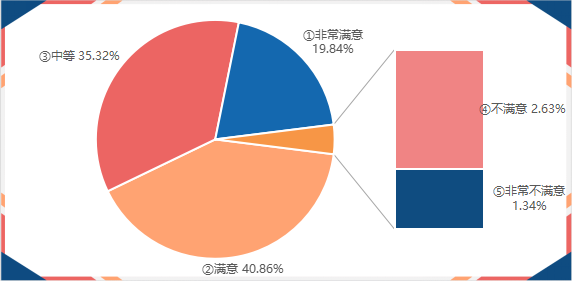 ①非常满意
19.84%
③中等 35.32%
④不满意 2.63%
⑤非常不满意
1.34%
②满意 40.86%